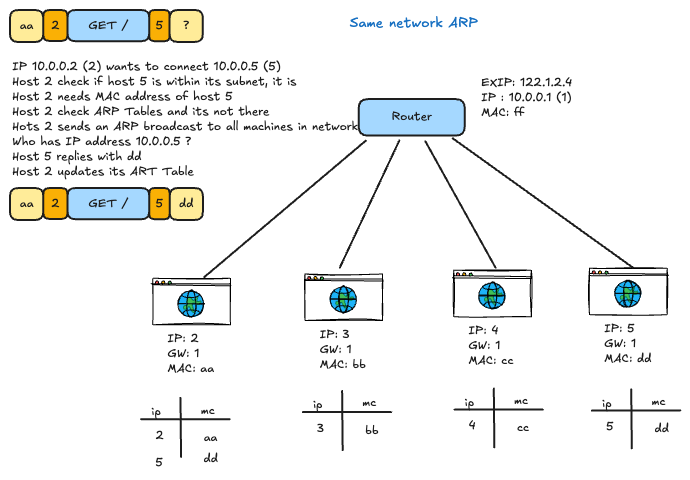 Same network ARP
aa 2 GET / 5 ?
IP 10.0.0.2 (2) wants to connect 10.0.0.5 (5)
Host 2 check if host 5 is within its subnet, it is
Host 2 needs MAC address of host 5
Host 2 check ARP Tables and its not there
Hots 2 sends an ARP broadcast to all machines in network
Who has IP address 10.0.0.5 ?
Host 5 replies with dd
Host 2 updates its ART Table
aa 2 GET / 5 dd
Router
EXIP: 122.1.2.4
IP : 10.0.0.1 (1)
MAC: ff
IP: 2
GW: 1
MAC: aa
IP: 3
GW: 1
MAC: bb
IP: 4
GW: 1
MAC: cc
IP: 5
GW: 1
MAC: dd
ip mc
2 aa
5 dd
ip mc
3 bb
ip mc
4 cc
ip mc
5 dd